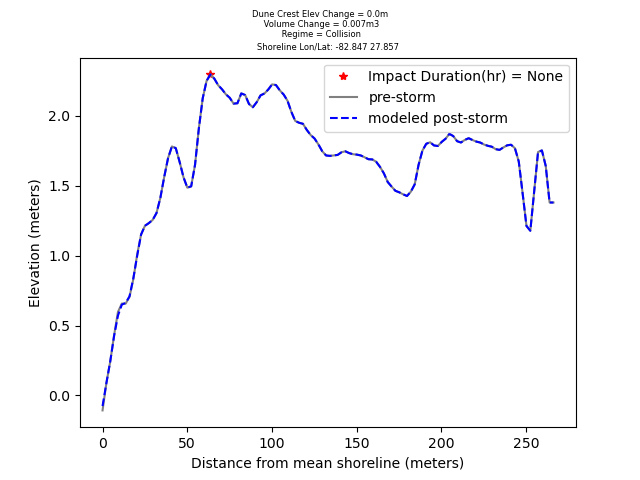 Dune Crest Elev Change = 0.0m
Volume Change = 0.007m3
Regime = Collision
Shoreline Lon/Lat: -82.847 27.857
Impact Duration(hr) = None
pre-storm
modeled post-storm
Elevation (meters)
2.0
1.5
1.0
0.5
0.0
0 50 100 150 200 250
Distance from mean shoreline (meters)